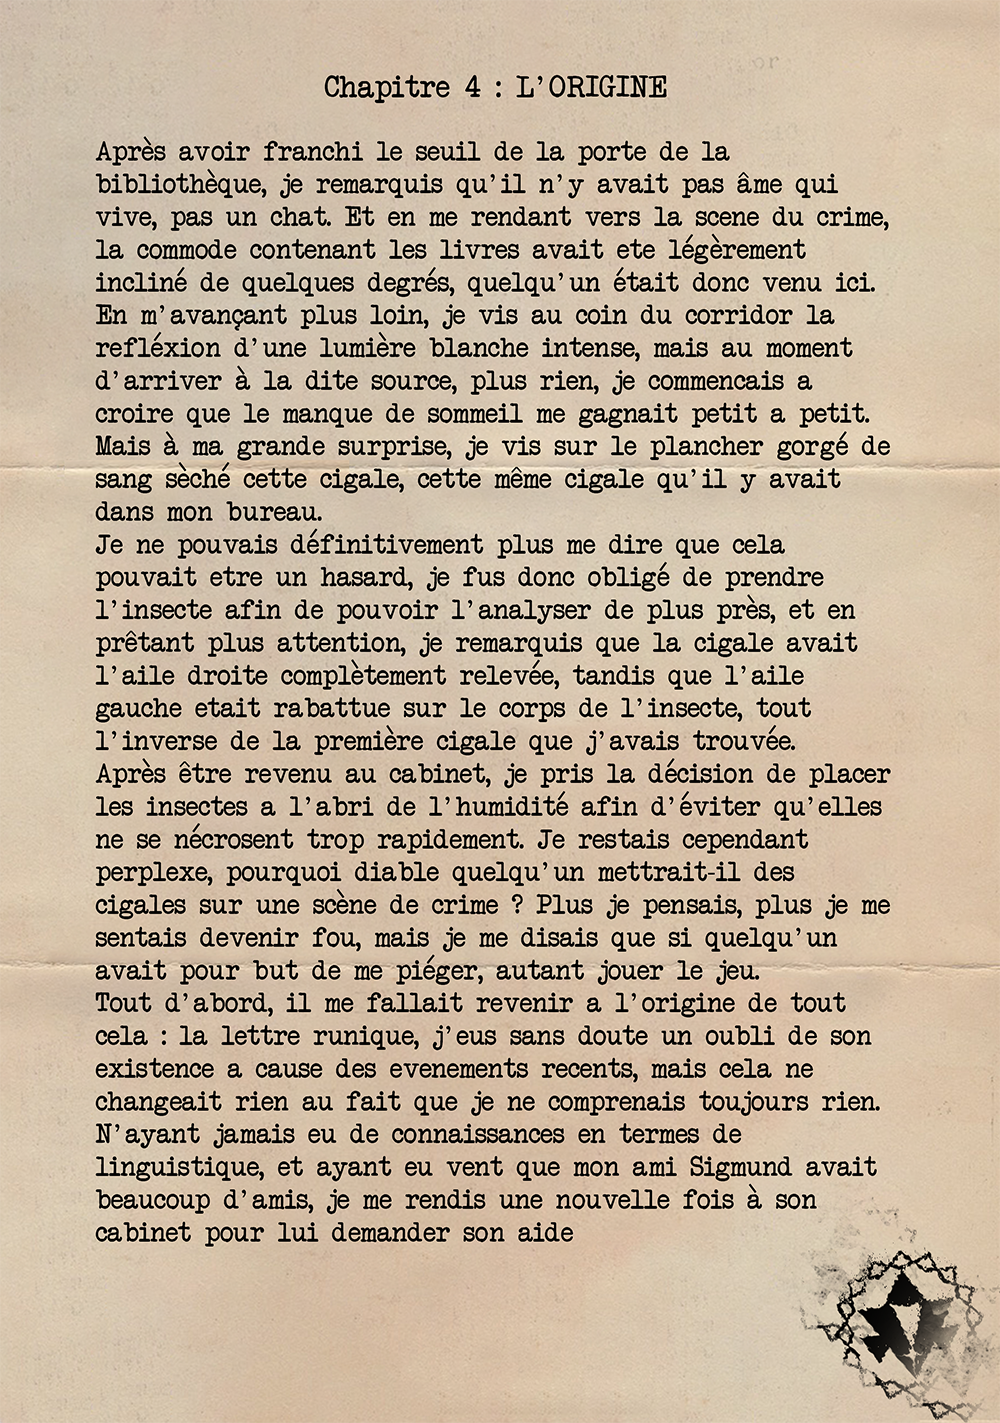 Chapitre 4 : L'ORIGINE
Après avoir franchi le seuil de la porte de la
bibliothèque, je remarquis qu'il n'y avait pas âme qui
vive, pas un chat. Et en me rendant vers la scene du crime,
la commode contenant les livres avait ete légèrement
incliné de quelques degrés, quelqu'un était donc venu ici.
En m'avançant plus loin, je vis au coin du corridor la
refléxion d'une lumière blanche intense, mais au moment
d'arriver à la dite source, plus rien, je commencais a
croire que le manque de sommeil me gagnait petit a petit.
Mais à ma grande surprise, je vis sur le plancher gorgé de
sang sèché cette cigale, cette même cigale qu'il y avait
dans mon bureau.
Je ne pouvais définitivement plus me dire que cela
pouvait etre un hasard, je fus donc obligé de prendre
l'insecte afin de pouvoir l'analyser de plus près, et en
prêtant plus attention, je remarquis que la cigale avait
l'aile droite complètement relevée, tandis que l'aile
gauche etait rabattue sur le corps de l'insecte, tout
l'inverse de la première cigale que j'avais trouvée.
Après être revenu au cabinet, je pris la décision de placer
les insectes a l'abri de l'humidité afin d'éviter qu'elles
ne se nécrosent trop rapidement. Je restais cependant
perplexe, pourquoi diable quelqu'un mettrait-il des
cigales sur une scène de crime ? Plus je pensais, plus je me
sentais devenir fou, mais je me disais que si quelqu'un
avait pour but de me piéger, autant jouer le jeu.
Tout d'abord, il me fallait revenir a l'origine de tout
cela : la lettre runique, j'eus sans doute un oubli de son
existence a cause des evenements recents, mais cela ne
changeait rien au fait que je ne comprenais toujours rien.
N'ayant jamais eu de connaissances en termes de
linguistique, et ayant eu vent que mon ami Sigmund avait
beaucoup d'amis, je me rendis une nouvelle fois à son
cabinet pour lui demander son aide